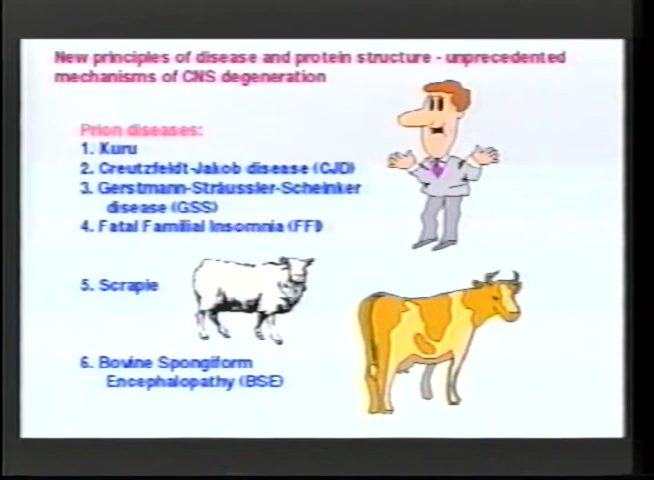 New principles of disease and protein structure - unprecedented
mechanisms of CNS degeneration
Prion diseases:
1. Kuru
2. Creutzfeldt-Jakob disease (CJD)
3. Gerstmann-Sträussler-Scheinker
disease (GSS)
4. Fatal Familial Insomnia (FFI)
5. Scrapie
6. Bovine Spongiform
Encephalopathy (BSE)